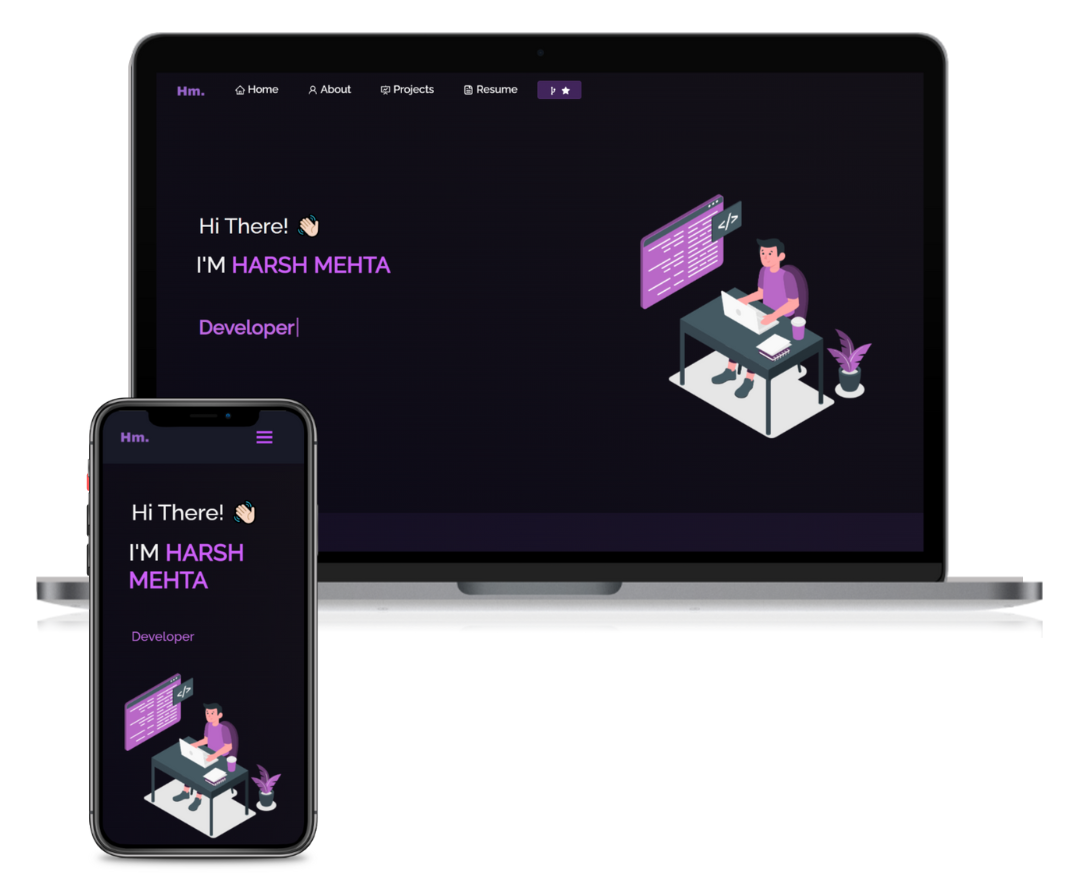 Hm. Home About Projects Resume
Hi There! 👋🏻
I'M HARSH MEHTA
</>
Developer
Hm.
Hi There! 👋🏻
I'M HARSH
MEHTA
Developer
</>